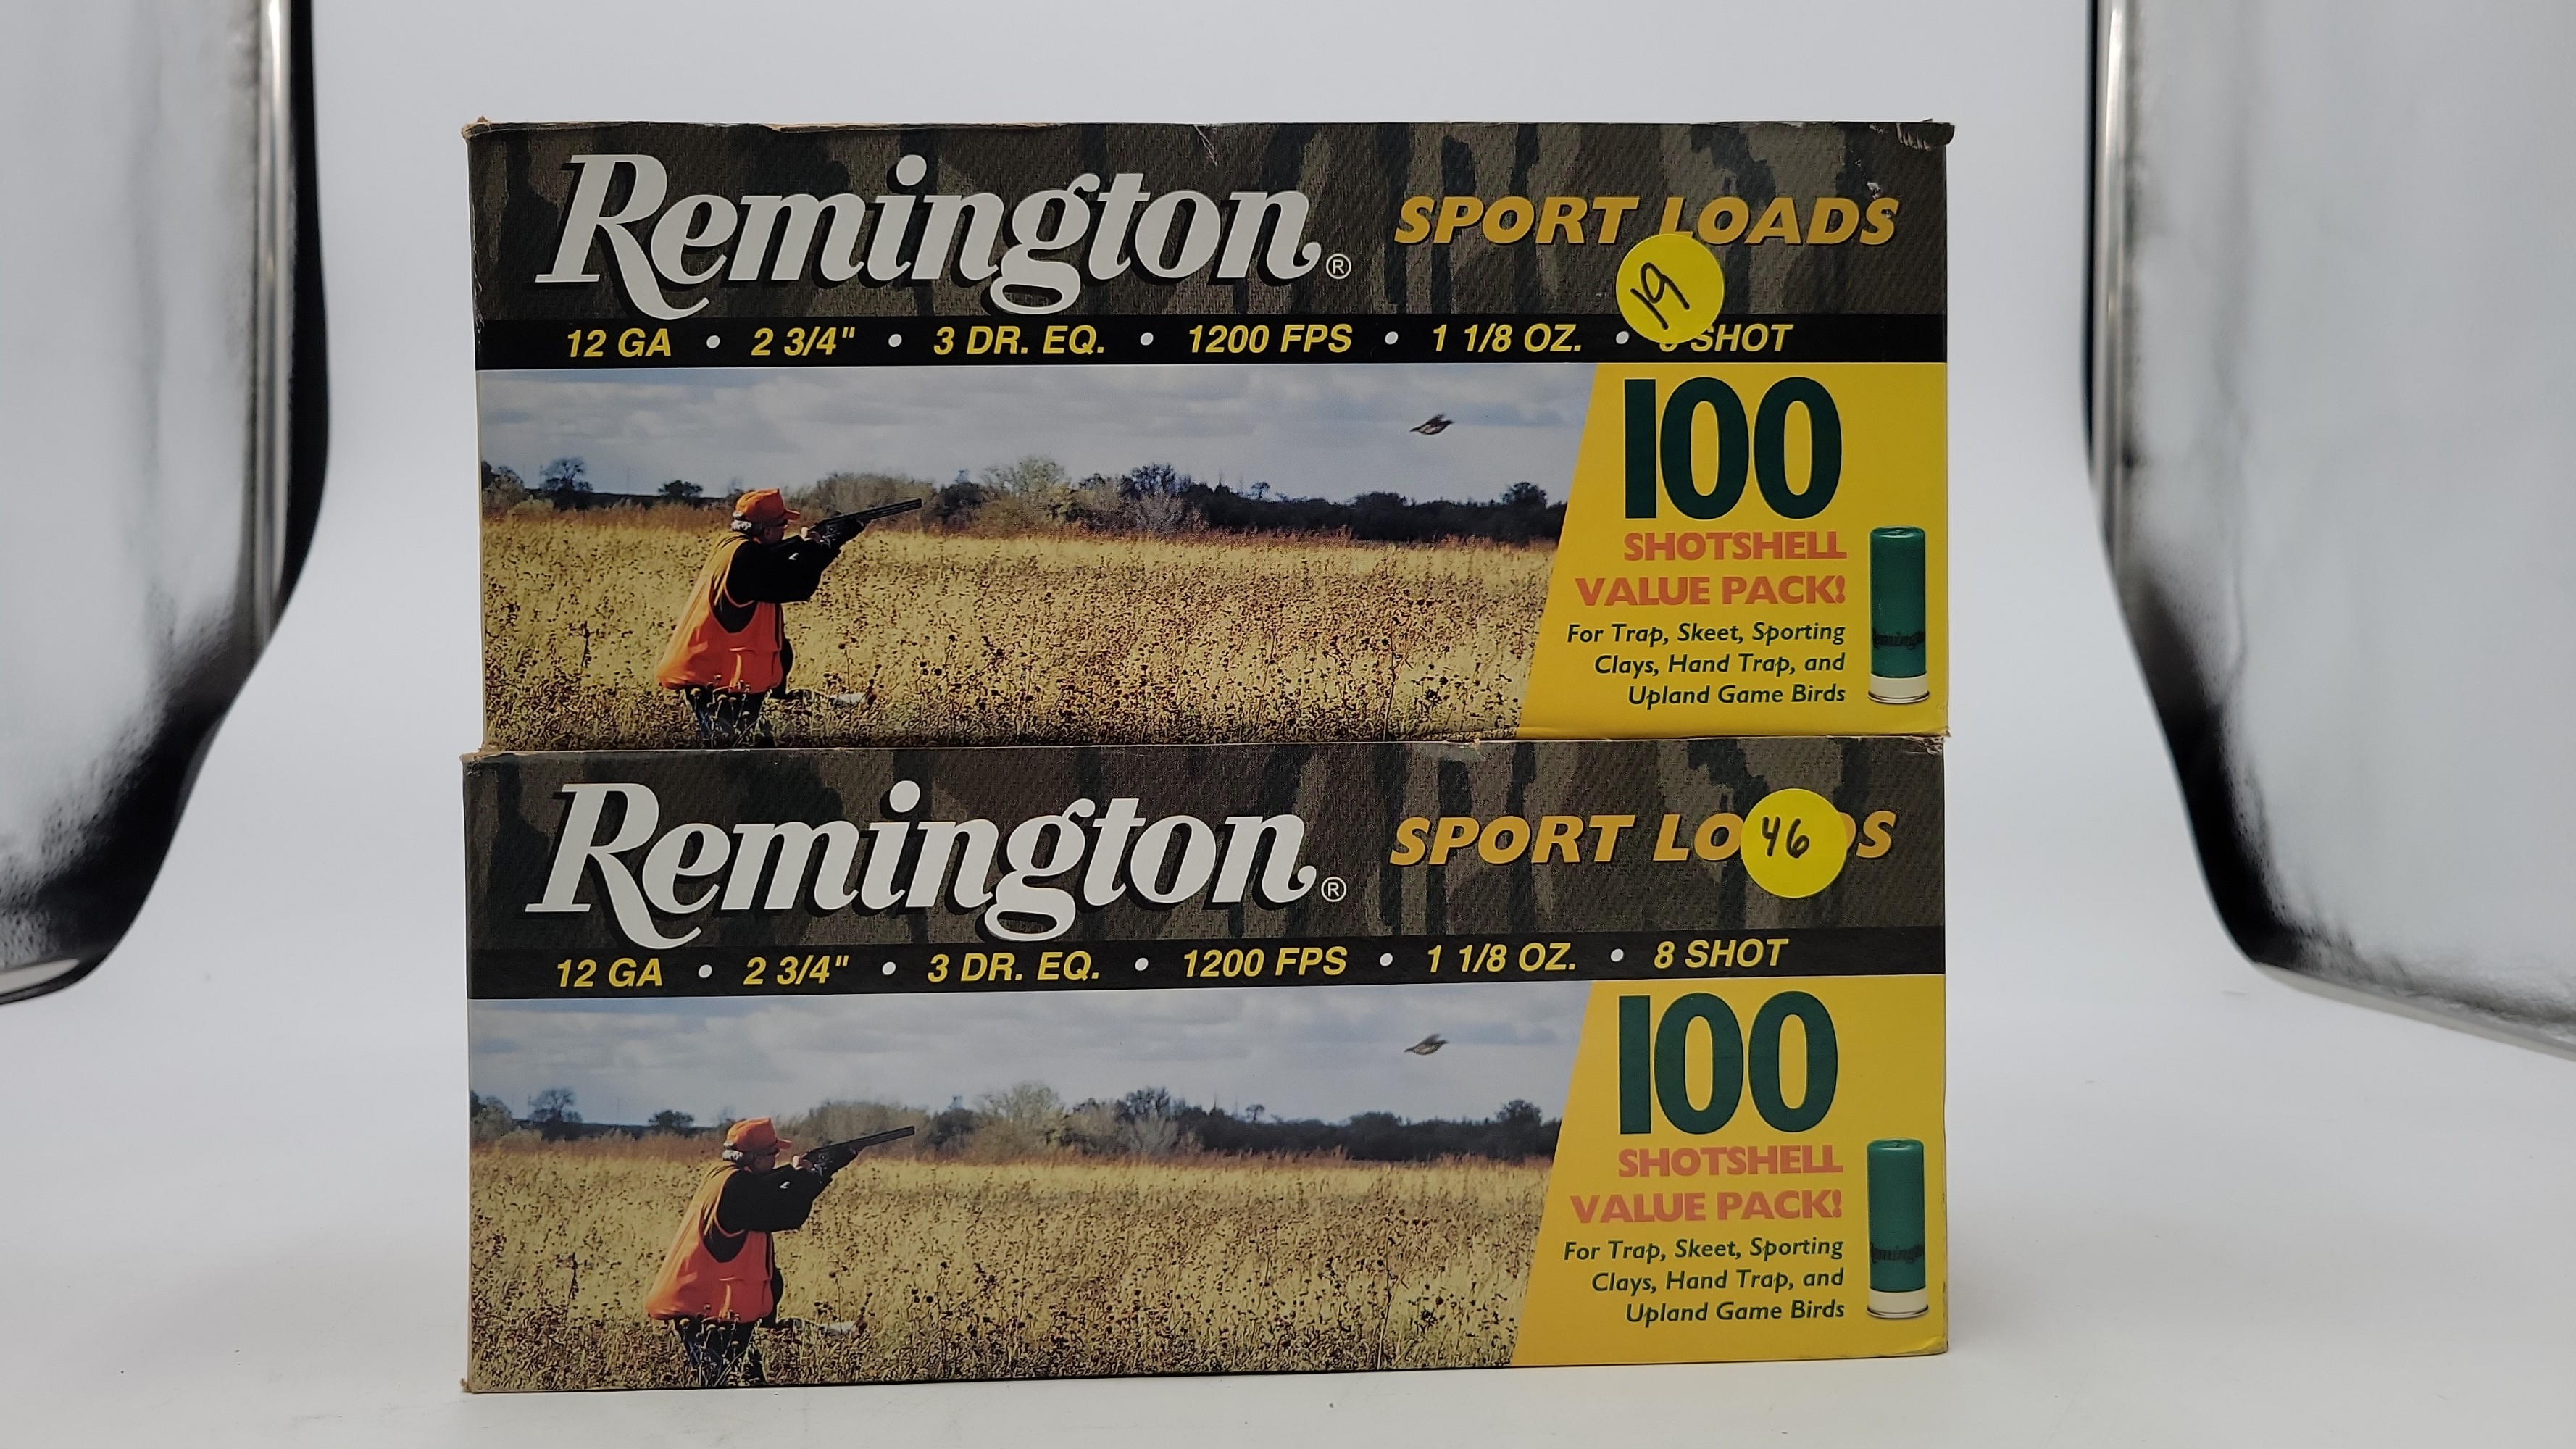 Remington® SPORT LOADS
19
12 GA • 2 3/4" • 3 DR. EQ. • 1200 FPS • 1 1/8 OZ. • SHOT
100
SHOTSHELL
VALUE PACK!
For Trap, Skeet, Sporting
Clays, Hand Trap, and
Upland Game Birds
Remington® SPORT LOADS
46
12 GA • 2 3/4" • 3 DR. EQ. • 1200 FPS • 1 1/8 OZ. • 8 SHOT
100
SHOTSHELL
VALUE PACK!
For Trap, Skeet, Sporting
Clays, Hand Trap, and
Upland Game Birds